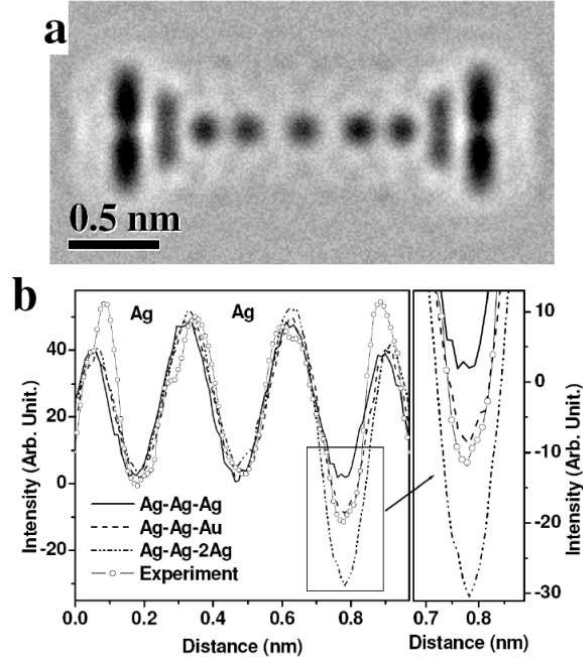 a
0.5 nm
b
Ag Ag
Intensity (Arb. Unit.)
40
20
0
-20
Ag-Ag-Ag
Ag-Ag-Au
Ag-Ag-2Ag
Experiment
0.0 0.2 0.4 0.6 0.8
Distance (nm)
10
0
-10
-20
-30
Intensity (Arb. Unit.)
0.7 0.8
Distance (nm)